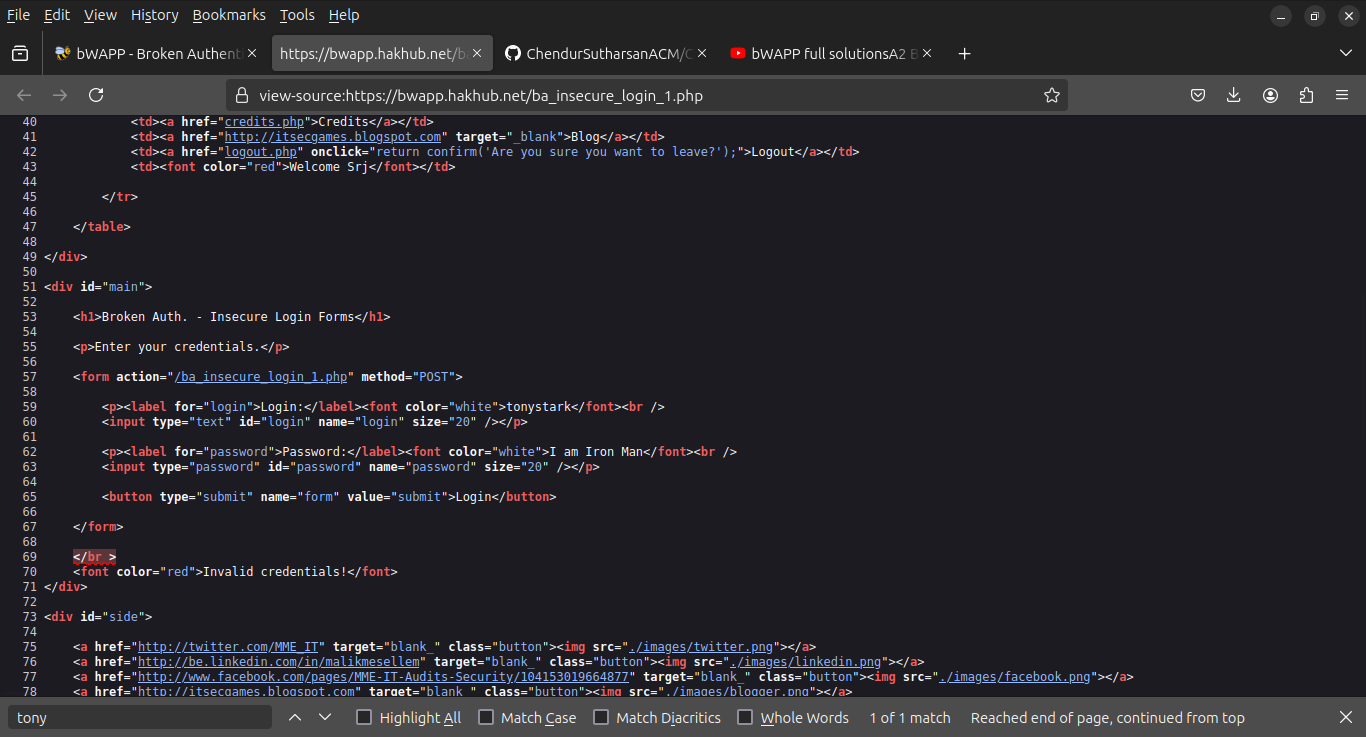 File Edit View History Bookmarks Tools Help
bWAPP - Broken Authent
https://bwapp.hakhub.net/b
ChendurSutharsanACM/C
bWAPP full solutionsA2 B
view-source:https://bwapp.hakhub.net/ba_insecure_login_1.php
40 <td><a href="credits.php">Credits</a></td>
41 <td><a href="http://itsecgames.blogspot.com" target="_blank">Blog</a></td>
42 <td><a href="logout.php" onclick="return confirm('Are you sure you want to leave?');">Logout</a></td>
43 <td><font color="red">Welcome Srj</font></td>
44
45 </tr>
46
47 </table>
48
49 </div>
50
51 <div id="main">
52
53 <h1>Broken Auth. - Insecure Login Forms</h1>
54
55 <p>Enter your credentials.</p>
56
57 <form action="/ba_insecure_login_1.php" method="POST">
58
59 <p><label for="login">Login:</label><font color="white">tonystark</font><br />
60 <input type="text" id="login" name="login" size="20" /></p>
61
62 <p><label for="password">Password:</label><font color="white">I am Iron Man</font><br />
63 <input type="password" id="password" name="password" size="20" /></p>
64
65 <button type="submit" name="form" value="submit">Login</button>
66
67 </form>
68
69 </br >
70 <font color="red">Invalid credentials!</font>
71 </div>
72
73 <div id="side">
74
75 <a href="http://twitter.com/MME_IT" target="blank_" class="button"><img src="./images/twitter.png"></a>
76 <a href="http://be.linkedin.com/in/malikmesellem" target="blank_" class="button"><img src="./images/linkedin.png"></a>
77 <a href="http://www.facebook.com/pages/MME-IT-Audits-Security/104153019664877" target="blank_" class="button"><img src="./images/facebook.png"></a>
78 <a href="http://itsecgames.blogspot.com" target="blank_" class="button"><img src="./images/blogger.png"></a>
tony Highlight All Match Case Match Diacritics Whole Words 1 of 1 match Reached end of page, continued from top